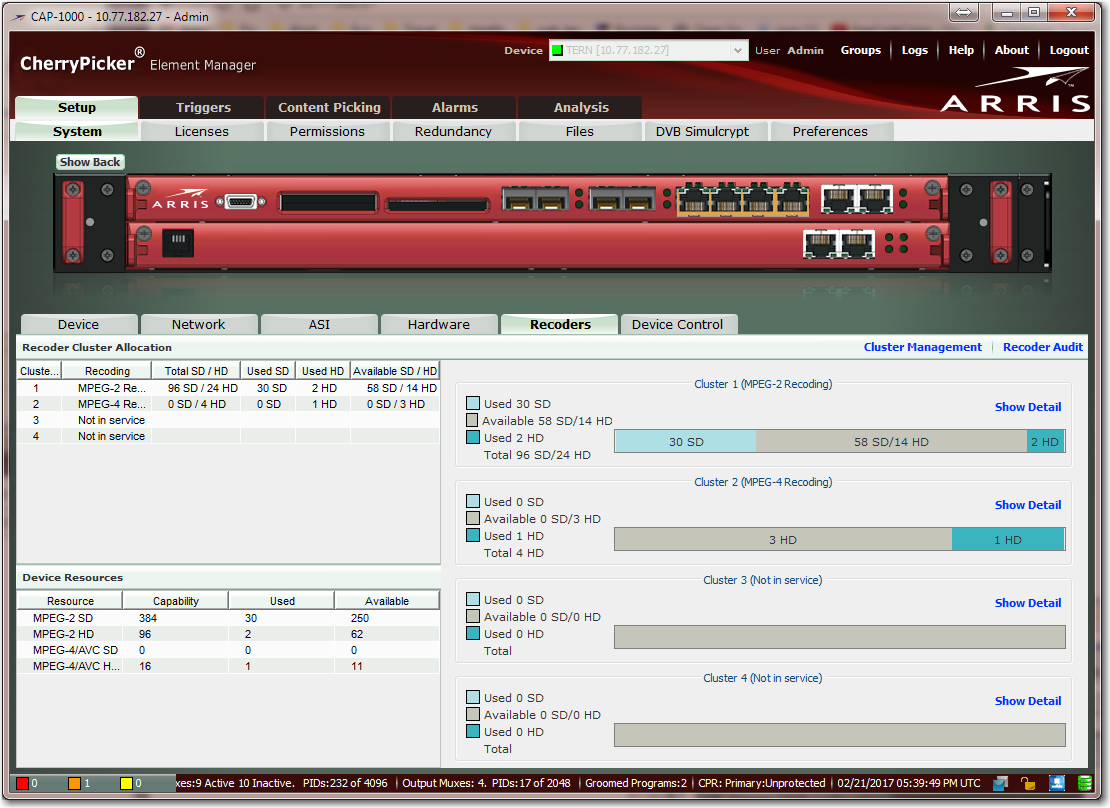 CAP-1000 - 10.77.182.27 - Admin
CherryPicker® Element Manager
Device TERN [10.77.182.27] User Admin Groups Logs Help About Logout
ARRIS
Setup Triggers Content Picking Alarms Analysis
System Licenses Permissions Redundancy Files DVB Simulcrypt Preferences
Show Back
ARRIS
Device Network ASI Hardware Recoders Device Control
Recoder Cluster Allocation
Cluster Management Recoder Audit
Cluste... Recoding Total SD / HD Used SD Used HD Available SD / HD
1 MPEG-2 Re... 96 SD / 24 HD 30 SD 2 HD 58 SD / 14 HD
2 MPEG-4 Re... 0 SD / 4 HD 0 SD 1 HD 0 SD / 3 HD
3 Not in service
4 Not in service
Device Resources
Resource Capability Used Available
MPEG-2 SD 384 30 250
MPEG-2 HD 96 2 62
MPEG-4/AVC SD 0 0 0
MPEG-4/AVC H... 16 1 11
Cluster 1 (MPEG-2 Recoding)
Show Detail
Used 30 SD
Available 58 SD/14 HD
Used 2 HD
Total 96 SD/24 HD
30 SD 58 SD/14 HD 2 HD
Cluster 2 (MPEG-4 Recoding)
Show Detail
Used 0 SD
Available 0 SD/3 HD
Used 1 HD
Total 4 HD
3 HD 1 HD
Cluster 3 (Not in service)
Show Detail
Used 0 SD
Available 0 SD/0 HD
Used 0 HD
Total
Cluster 4 (Not in service)
Show Detail
Used 0 SD
Available 0 SD/0 HD
Used 0 HD
Total
0 1 0 xes:9 Active 10 Inactive. PIDs:232 of 4096 Output Muxes: 4. PIDs:17 of 2048 Groomed Programs:2 CPR: Primary:Unprotected 02/21/2017 05:39:49 PM UTC